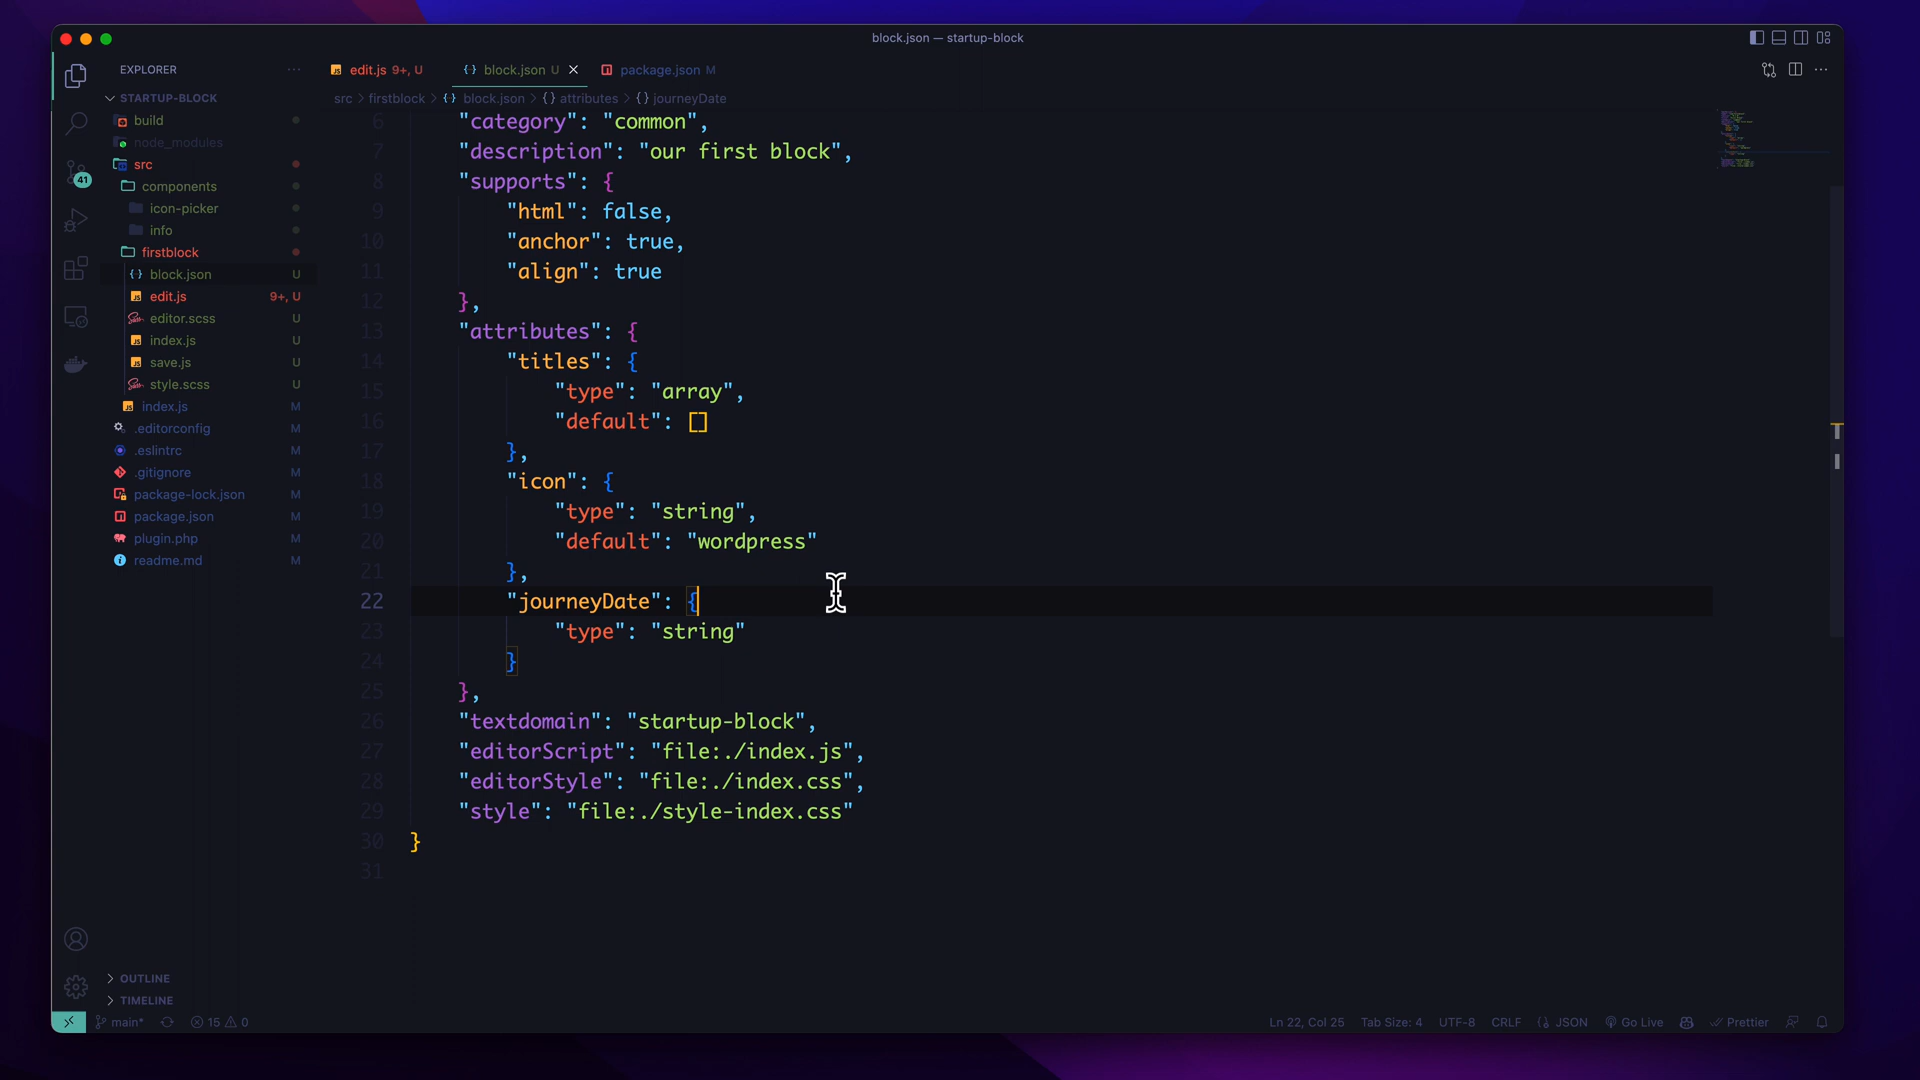 block.json — startup-block
EXPLORER
STARTUP-BLOCK
build
node_modules
src
components
icon-picker
info
firstblock
block.json U
edit.js 9+, U
editor.scss U
index.js U
save.js U
style.scss U
index.js M
.editorconfig M
.eslintrc M
.gitignore M
package-lock.json M
package.json M
plugin.php M
readme.md M
OUTLINE
TIMELINE
41
edit.js 9+, U
block.json U
package.json M
src > firstblock > {} block.json > {} attributes > {} journeyDate
6 "category": "common",
7 "description": "our first block",
8 "supports": {
9 "html": false,
10 "anchor": true,
11 "align": true
12 },
13 "attributes": {
14 "titles": {
15 "type": "array",
16 "default": []
17 },
18 "icon": {
19 "type": "string",
20 "default": "wordpress"
21 },
22 "journeyDate": {
23 "type": "string"
24 }
25 },
26 "textdomain": "startup-block",
27 "editorScript": "file:./index.js",
28 "editorStyle": "file:./index.css",
29 "style": "file:./style-index.css"
30 }
31
main* 15 0 Ln 22, Col 25 Tab Size: 4 UTF-8 CRLF {} JSON Go Live Prettier